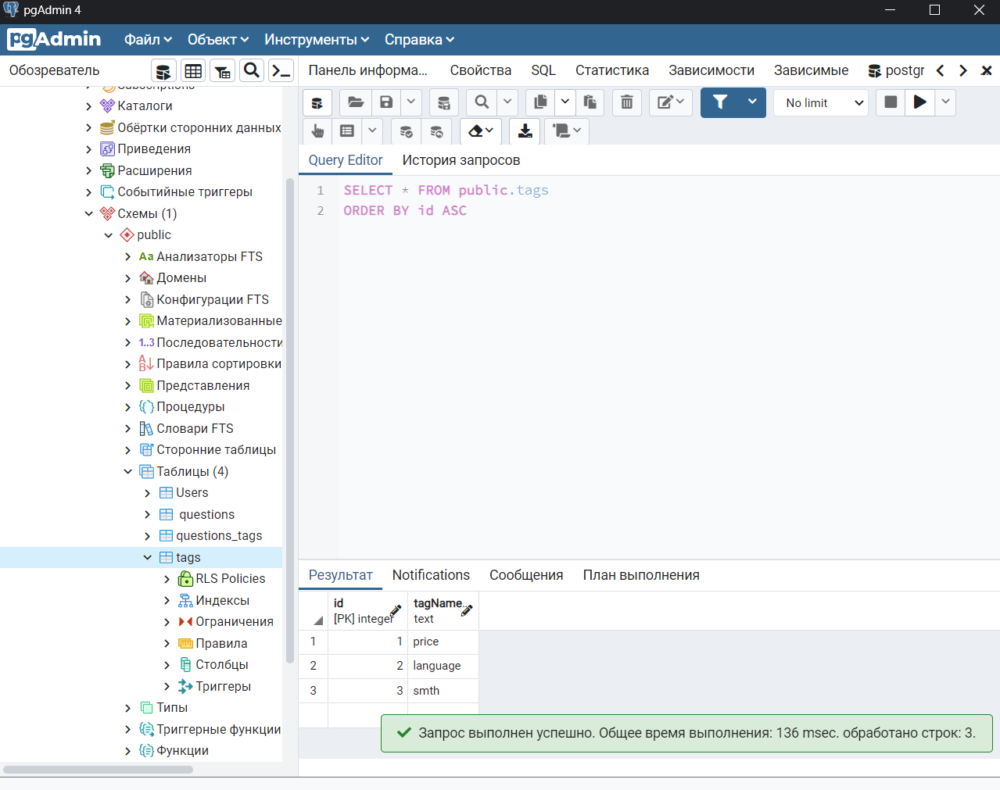 pgAdmin 4
pgAdmin Файл Объект Инструменты Справка
Обозреватель
Панель информа... Свойства SQL Статистика Зависимости Зависимые postgr
Subscriptions
Каталоги
Обёртки сторонних данных
Приведения
Расширения
Событийные триггеры
Схемы (1)
public
Aa Анализаторы FTS
Домены
Конфигурации FTS
Материализованные
1..3 Последовательности
Правила сортировки
Представления
Процедуры
Словари FTS
Сторонние таблицы
Таблицы (4)
Users
questions
questions_tags
tags
RLS Policies
Индексы
Ограничения
Правила
Столбцы
Триггеры
Типы
Триггерные функции
Функции
No limit
Query Editor История запросов
1 SELECT * FROM public.tags
2 ORDER BY id ASC
Результат Notifications Сообщения План выполнения
id tagName...
[PK] integer text
1 1 price
2 2 language
3 3 smth
Запрос выполнен успешно. Общее время выполнения: 136 msec. обработано строк: 3.